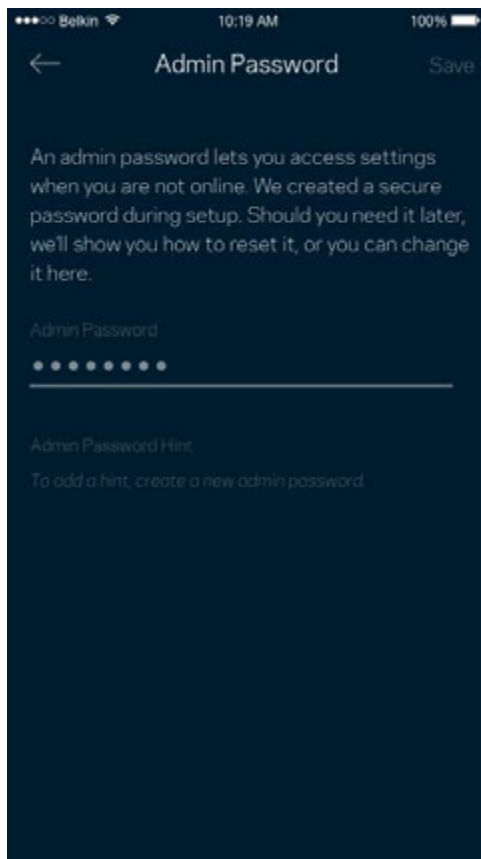 Belkin 10:19 AM 100%
Admin Password Save
An admin password lets you access settings
when you are not online. We created a secure
password during setup. Should you need it later,
we'll show you how to reset it, or you can change
it here.
Admin Password
Admin Password Hint
To add a hint, create a new admin password.